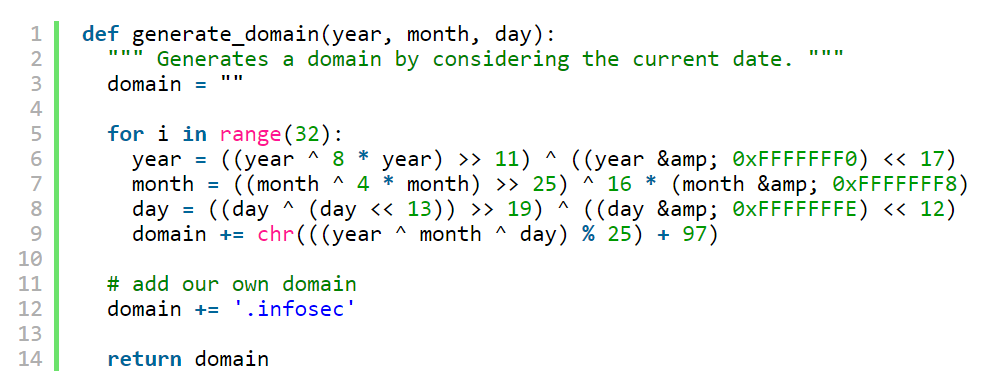 1 def generate_domain(year, month, day):
2 """ Generates a domain by considering the current date. """
3 domain = ""
4
5 for i in range(32):
6 year = ((year ^ 8 * year) >> 11) ^ ((year &amp; 0xFFFFFFF0) << 17)
7 month = ((month ^ 4 * month) >> 25) ^ 16 * (month &amp; 0xFFFFFFF8)
8 day = ((day ^ (day << 13)) >> 19) ^ ((day &amp; 0xFFFFFFFE) << 12)
9 domain += chr(((year ^ month ^ day) % 25) + 97)
10
11 # add our own domain
12 domain += '.infosec'
13
14 return domain